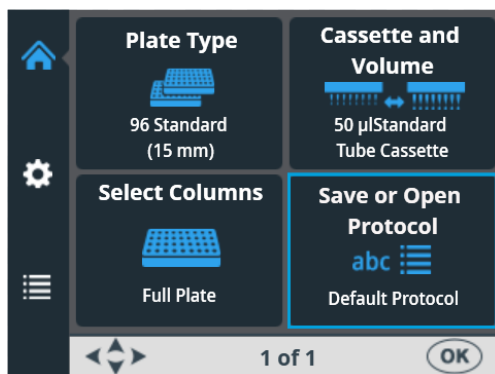 Plate Type
96 Standard
(15 mm)
Cassette and
Volume
50 µlStandard
Tube Cassette
Select Columns
Full Plate
Save or Open
Protocol
abc
Default Protocol
1 of 1
OK